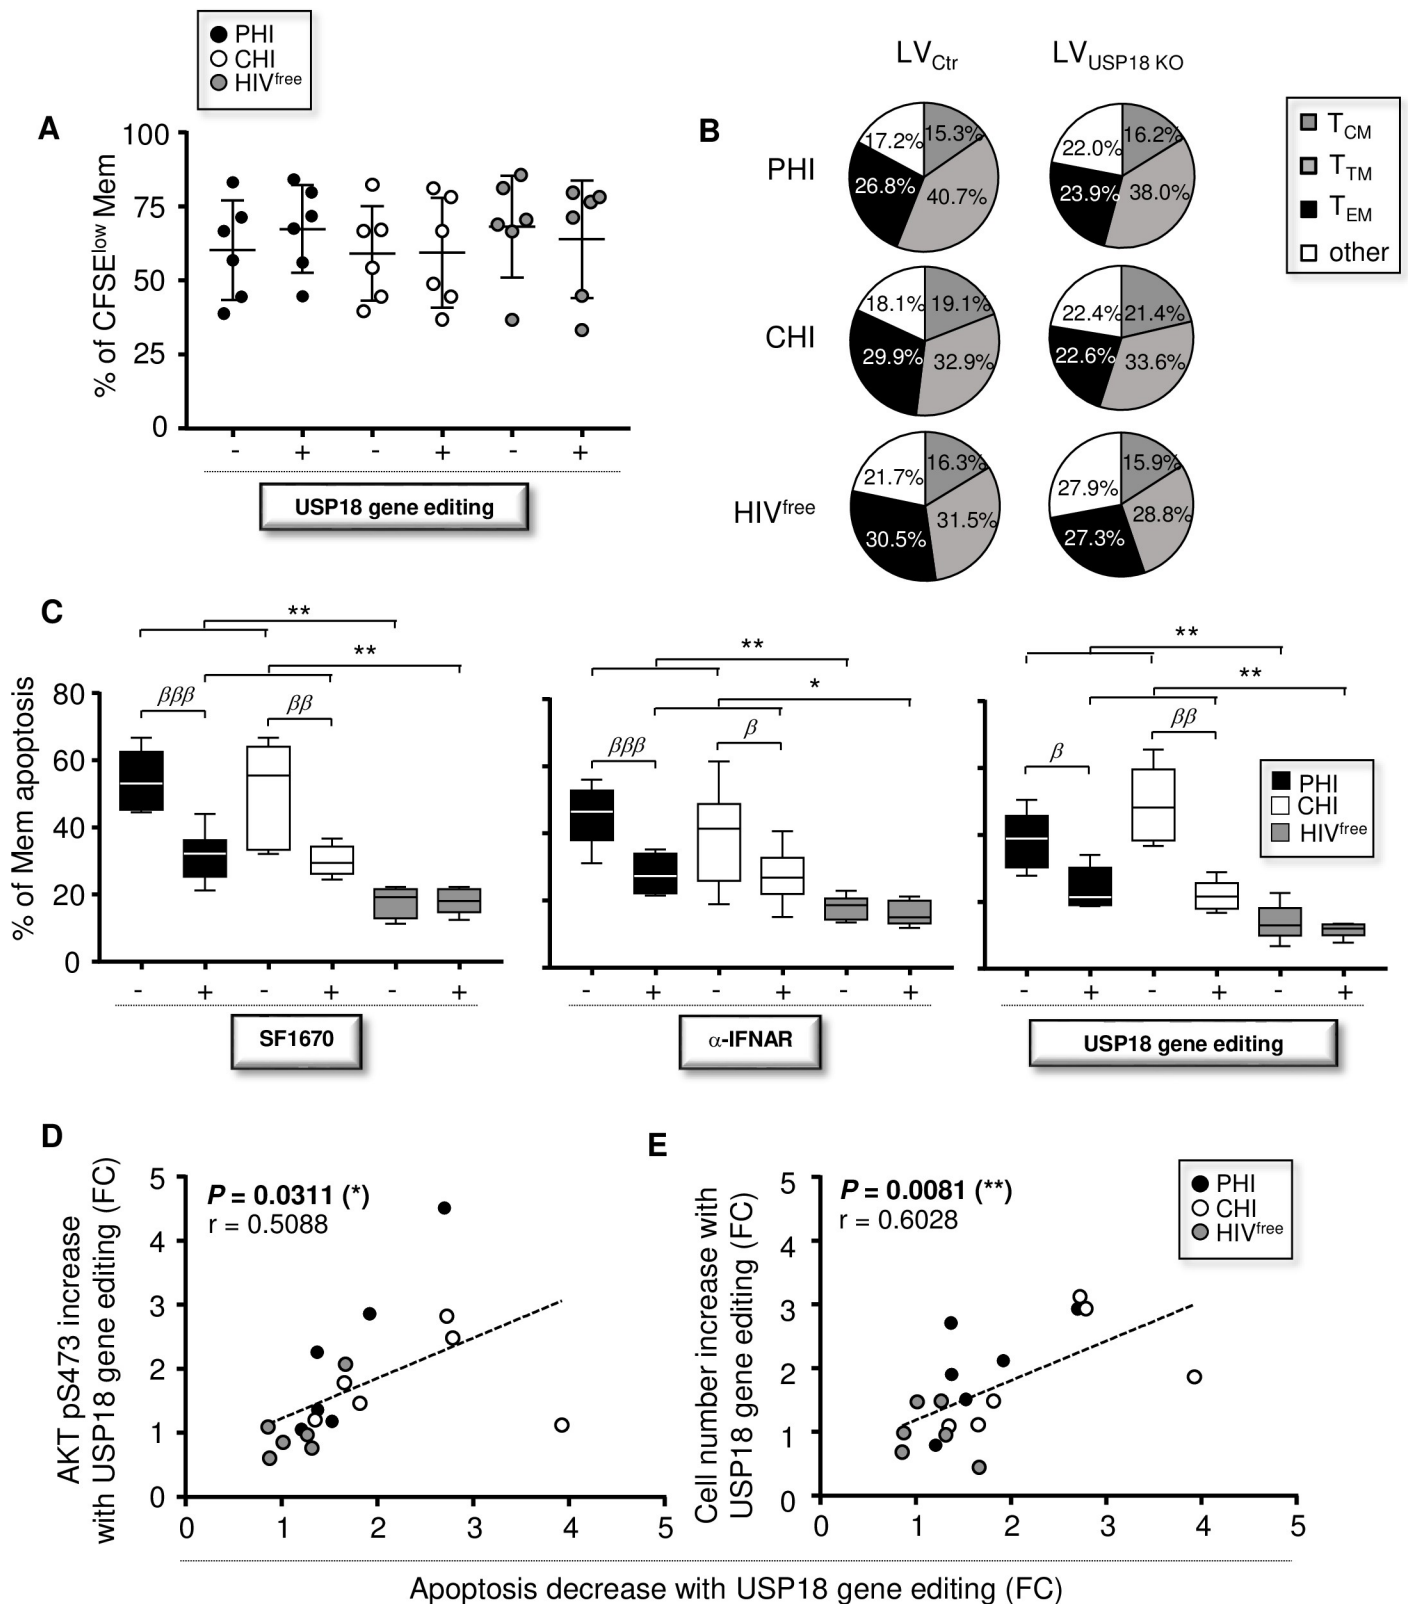 PHI
CHI
HIVfree
A
% of CFSElow Mem
100
75
50
25
0
- + - + - +
USP18 gene editing
B
LVCtr LVUSP18 KO
PHI
17.2% 15.3% 26.8% 40.7%
22.0% 16.2% 23.9% 38.0%
CHI
18.1% 19.1% 29.9% 32.9%
22.4% 21.4% 22.6% 33.6%
HIVfree
21.7% 16.3% 30.5% 31.5%
27.9% 15.9% 27.3% 28.8%
TCM
TTM
TEM
other
C
% of Mem apoptosis
80
60
40
20
0
**
**
βββ ββ
- + - + - +
SF1670
**
*
βββ β
- + - + - +
α-IFNAR
**
**
β ββ
- + - + - +
USP18 gene editing
PHI
CHI
HIVfree
D
AKT pS473 increase
with USP18 gene editing (FC)
5
4
3
2
1
0
P = 0.0311 (*)
r = 0.5088
0 1 2 3 4 5
E
Cell number increase with
USP18 gene editing (FC)
5
4
3
2
1
0
P = 0.0081 (**)
r = 0.6028
PHI
CHI
HIVfree
0 1 2 3 4 5
Apoptosis decrease with USP18 gene editing (FC)